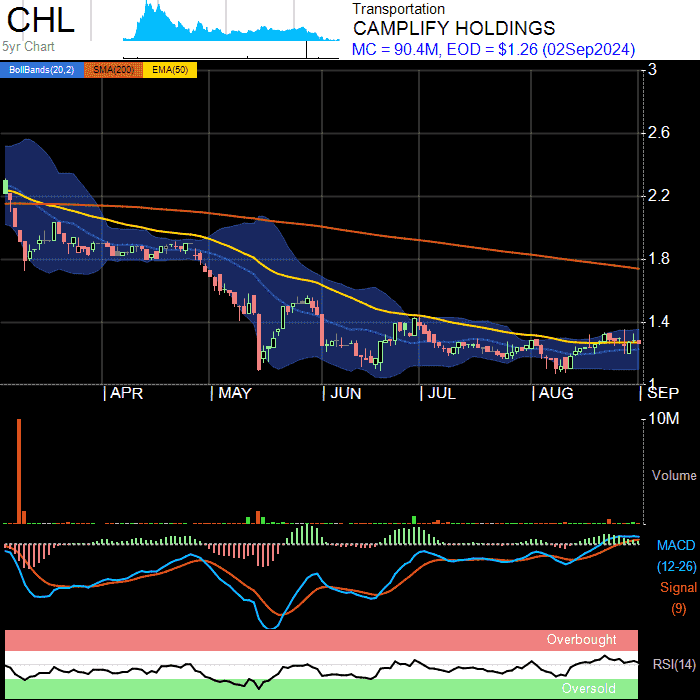 CHL
5yr Chart
Transportation
CAMPLIFY HOLDINGS
MC = 90.4M, EOD = $1.26 (02Sep2024)
BollBands(20,2) SMA(200) EMA(50)
3
2.6
2.2
1.8
1.4
1
APR MAY JUN JUL AUG SEP
10M
Volume
MACD
(12-26)
Signal
(9)
Overbought
RSI(14)
Oversold